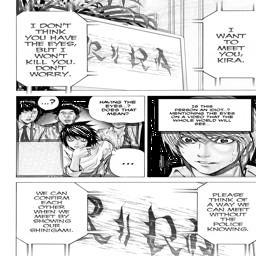 I DON'T
THINK YOU
HAVE THE
EYES,
BUT I
WON'T
KILL YOU.
DON'T
WORRY.
KIRA
I
WANT
TO
MEET
YOU,
KIRA.
...?
HAVING THE
EYES...?
DOES THAT
MEAN?
...
IS THIS
PERSON AN IDIOT..?
MENTIONING THE EYES
ON A VIDEO THAT THE
WHOLE WORLD WILL
SEE...
WE CAN
CONFIRM
EACH
OTHER
WHEN WE
MEET BY
SHOWING
OUR
SHINIGAMI.
KIRA
PLEASE
THINK OF
A WAY WE
CAN MEET
WITHOUT
THE
POLICE
KNOWING.